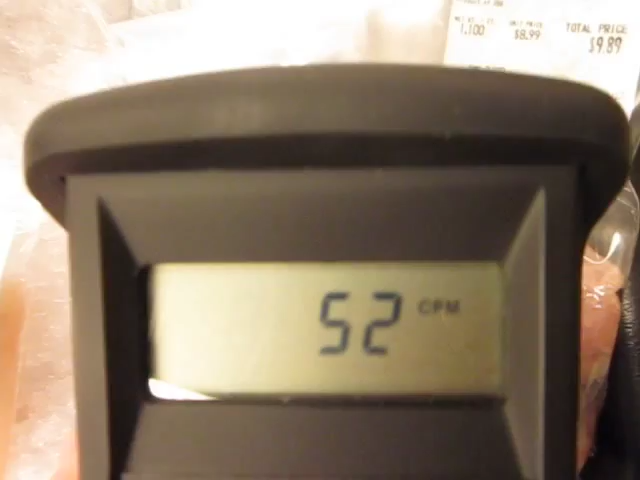 1.100
UNIT PRICE
$8.99
TOTAL PRICE
$9.89
52 CPM